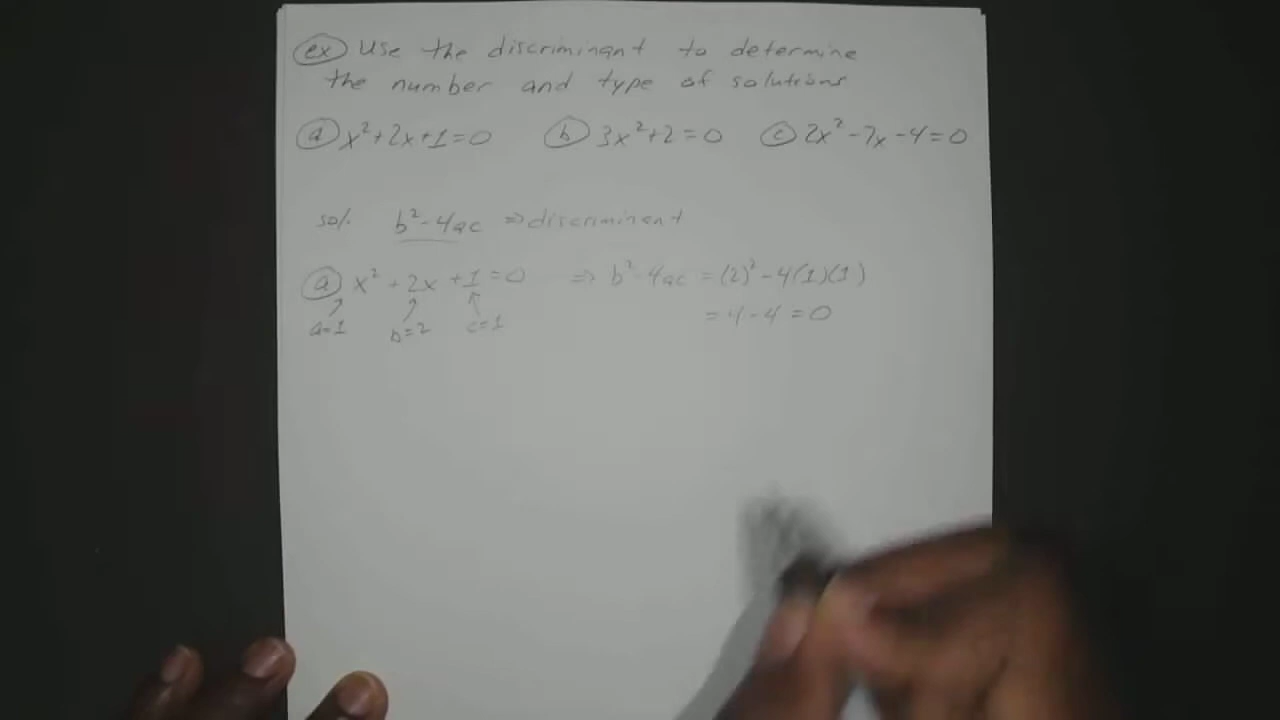 ex Use the discriminant to determine
the number and type of solutions
a x²+2x+1=0 b 3x²+2=0 c 2x²-7x-4=0
sol. b²-4ac ⇒ discriminant
a x²+2x+1=0 ⇒ b²-4ac = (2)²-4(1)(1)
a=1 b=2 c=1 = 4-4 = 0